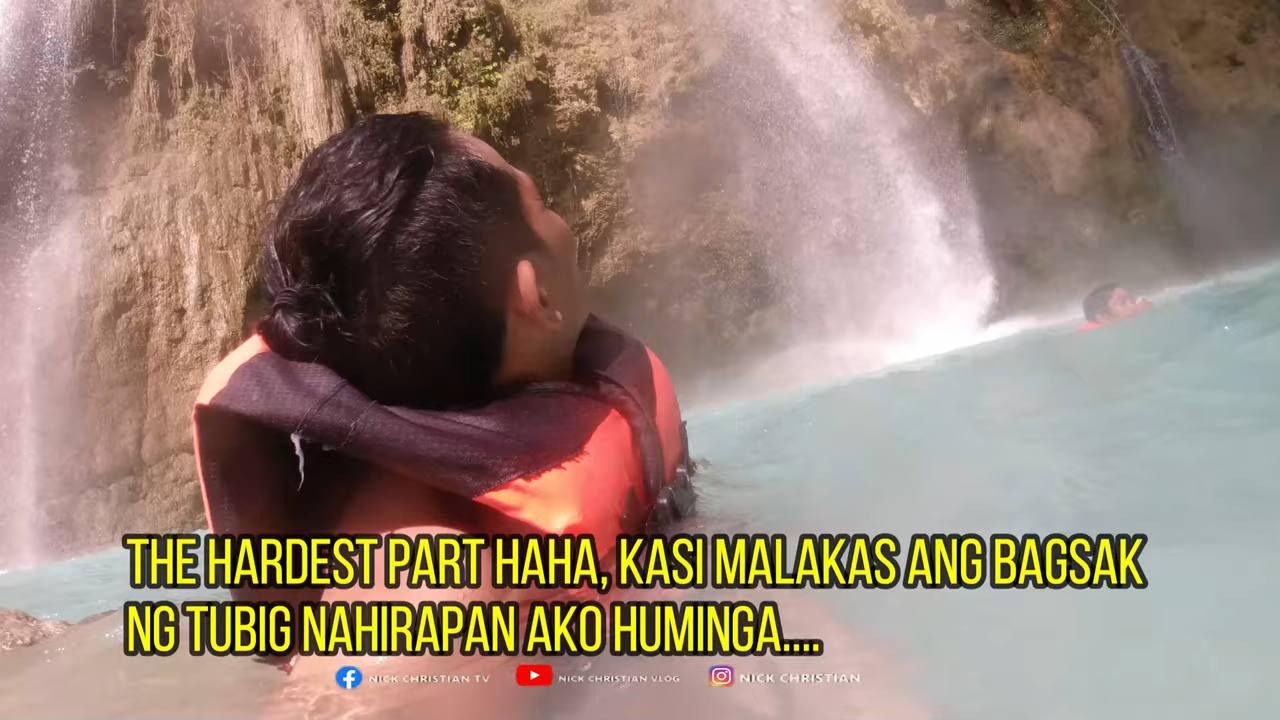 THE HARDEST PART HAHA, KASI MALAKAS ANG BAGSAK
NG TUBIG NAHIRAPAN AKO HUMINGA....
NICK CHRISTIAN TV NICK CHRISTIAN VLOG NICK CHRISTIAN